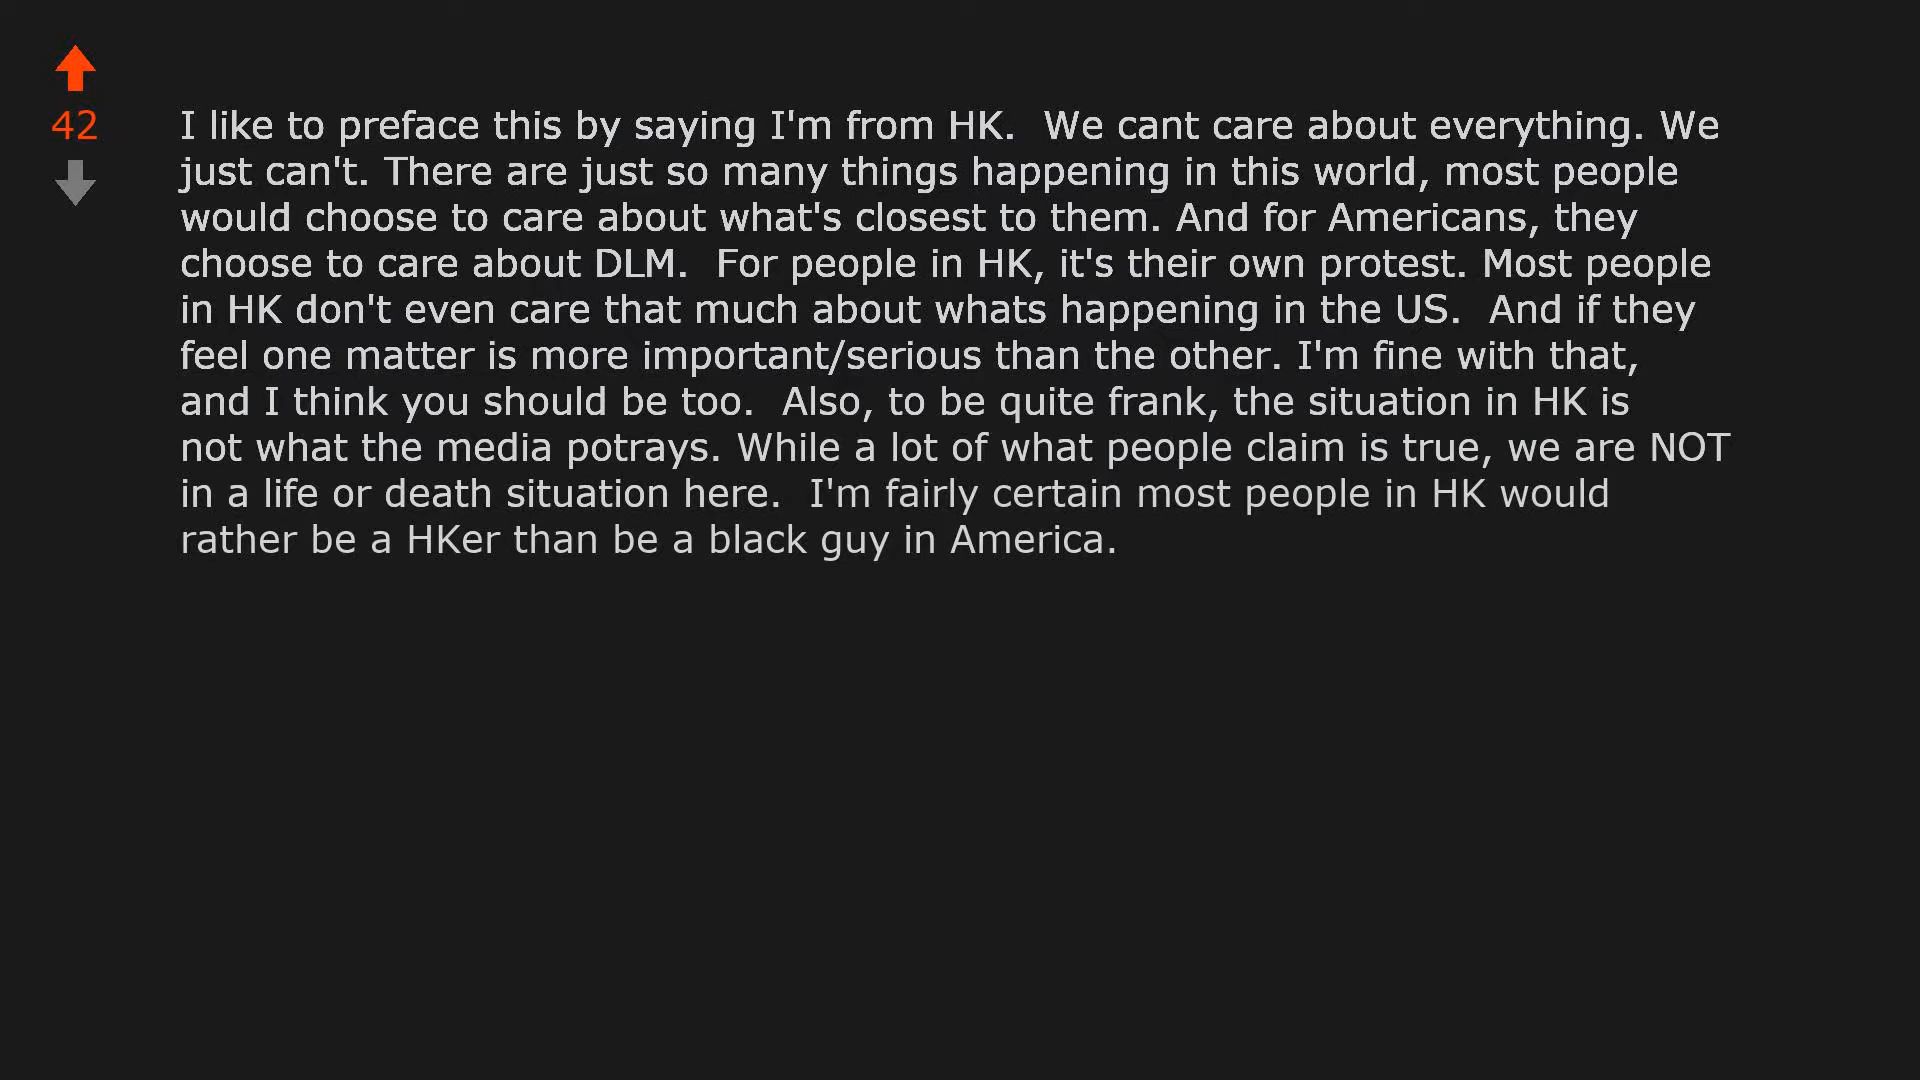 42
I like to preface this by saying I'm from HK.  We cant care about everything. We
just can't. There are just so many things happening in this world, most people
would choose to care about what's closest to them. And for Americans, they
choose to care about DLM.  For people in HK, it's their own protest. Most people
in HK don't even care that much about whats happening in the US.  And if they
feel one matter is more important/serious than the other. I'm fine with that,
and I think you should be too.  Also, to be quite frank, the situation in HK is
not what the media potrays. While a lot of what people claim is true, we are NOT
in a life or death situation here.  I'm fairly certain most people in HK would
rather be a HKer than be a black guy in America.